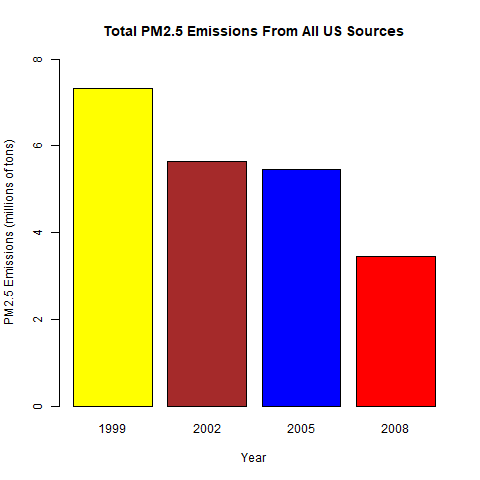 Total PM2.5 Emissions From All US Sources
PM2.5 Emissions (millions of tons)
8
6
4
2
0
1999 2002 2005 2008
Year